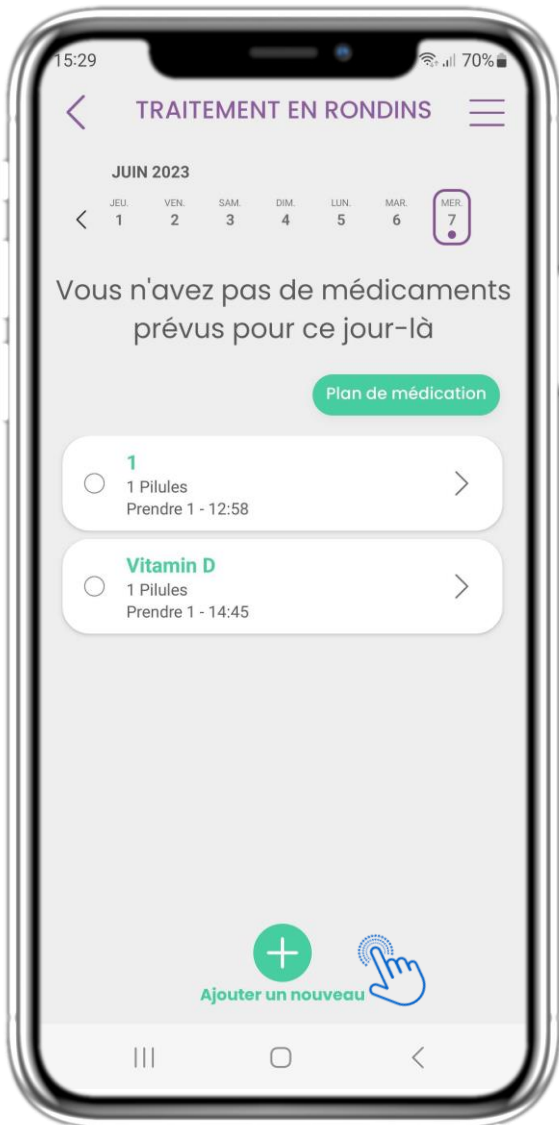 15:29 70%
TRAITEMENT EN RONDINS
JUIN 2023
JEU. VEN. SAM. DIM. LUN. MAR. MER.
1 2 3 4 5 6 7
Vous n'avez pas de médicaments
prévus pour ce jour-là
Plan de médication
1
1 Pilules
Prendre 1 - 12:58
Vitamin D
1 Pilules
Prendre 1 - 14:45
Ajouter un nouveau